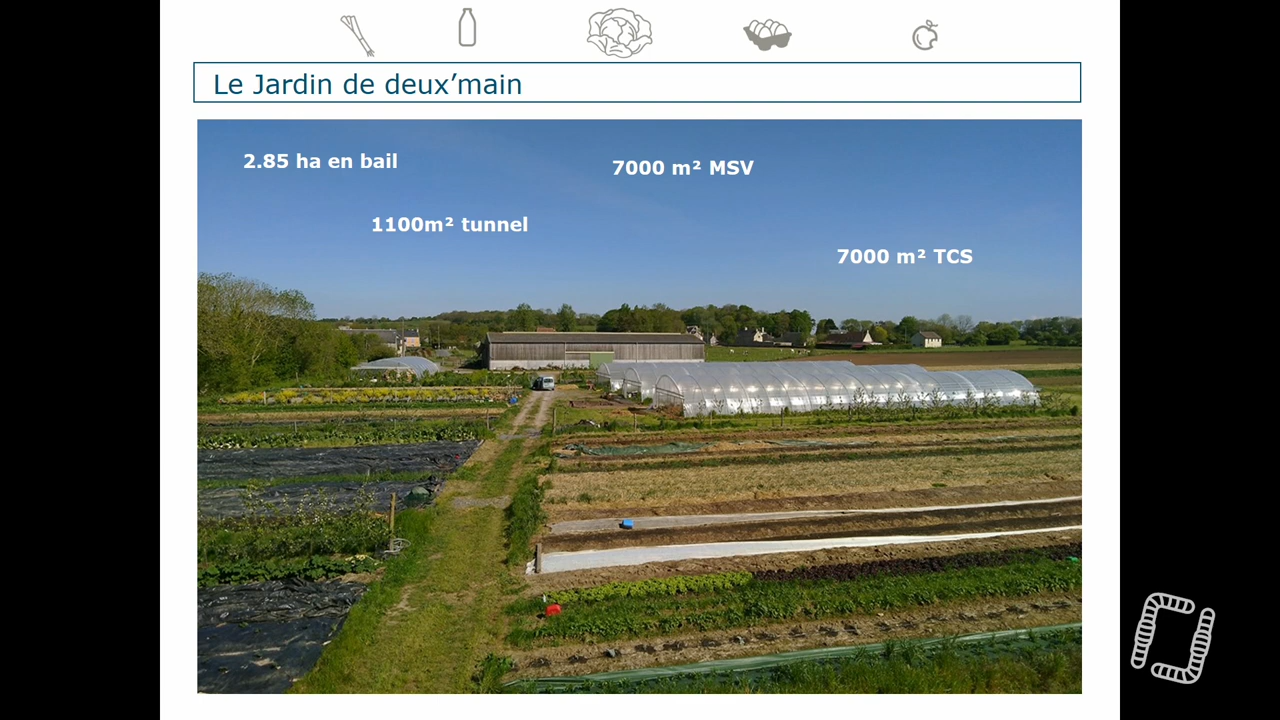 Le Jardin de deux’main
2.85 ha en bail
7000 m² MSV
1100m² tunnel
7000 m² TCS